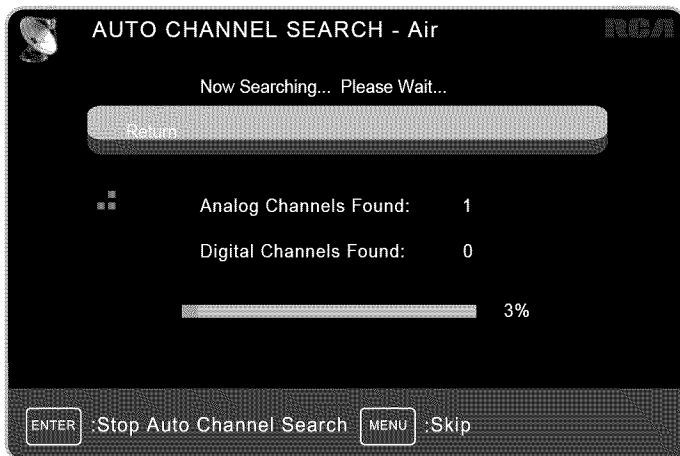 AUTO CHANNEL SEARCH - Air RCA
Now Searching... Please Wait...
Return
Analog Channels Found: 1
Digital Channels Found: 0
3%
ENTER :Stop Auto Channel Search MENU :Skip